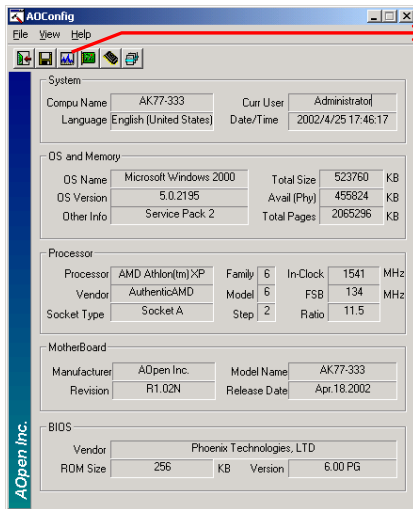 AOConfig
File View Help
System
Compu Name AK77-333 Curr User Administrator
Language English (United States) Date/Time 2002/4/25 17:46:17
OS and Memory
OS Name Microsoft Windows 2000 Total Size 523760 KB
OS Version 5.0.2195 Avail (Phy) 455824 KB
Other Info Service Pack 2 Total Pages 2065296 KB
Processor
Processor AMD Athlon(tm) XP Family 6 In-Clock 1541 MHz
Vendor AuthenticAMD Model 6 FSB 134 MHz
Socket Type Socket A Step 2 Ratio 11.5
MotherBoard
Manufacturer AOpen Inc. Model Name AK77-333
Revision R1.02N Release Date Apr.18.2002
BIOS
Vendor Phoenix Technologies, LTD
ROM Size 256 KB Version 6.00 PG
AOpen Inc.